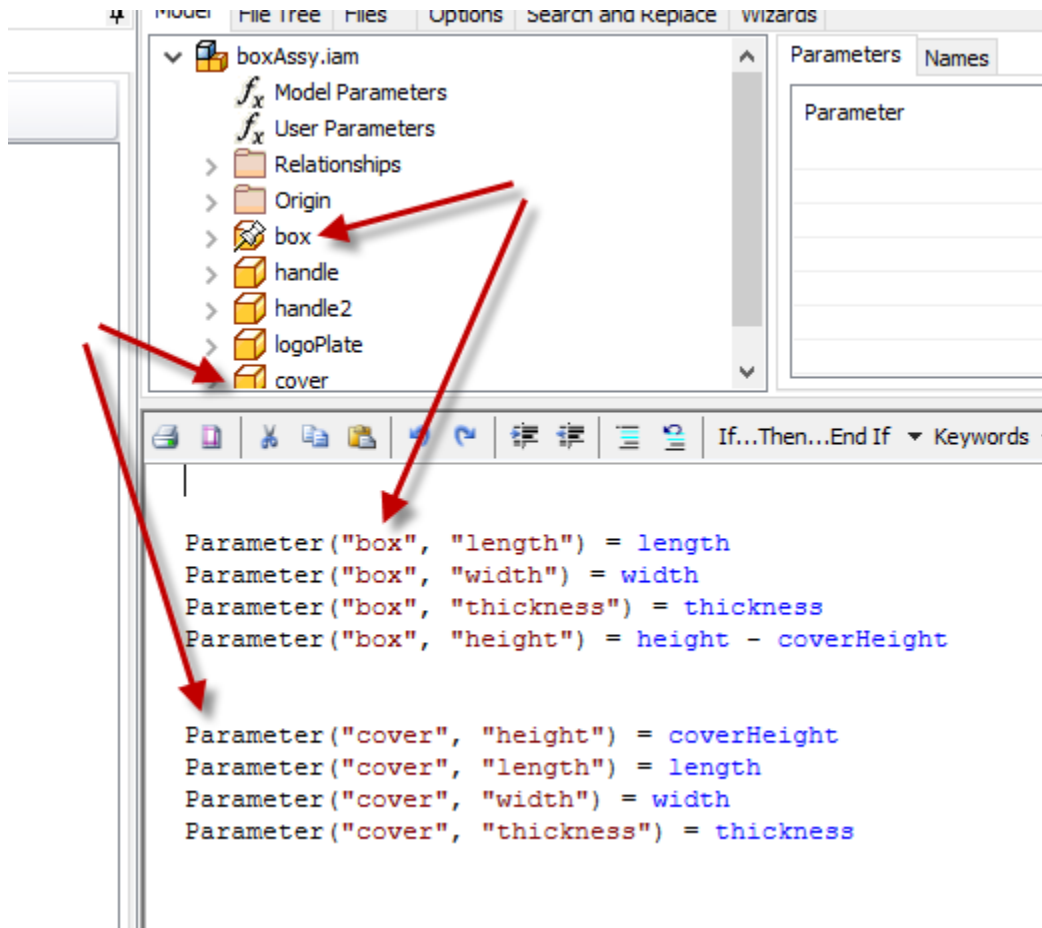 Model File Tree Files Options Search and Replace Wizards
boxAssy.iam
fx Model Parameters
fx User Parameters
Relationships
Origin
box
handle
handle2
logoPlate
cover
Parameters Names
Parameter
If...Then...End If Keywords
Parameter("box", "length") = length
Parameter("box", "width") = width
Parameter("box", "thickness") = thickness
Parameter("box", "height") = height - coverHeight
Parameter("cover", "height") = coverHeight
Parameter("cover", "length") = length
Parameter("cover", "width") = width
Parameter("cover", "thickness") = thickness